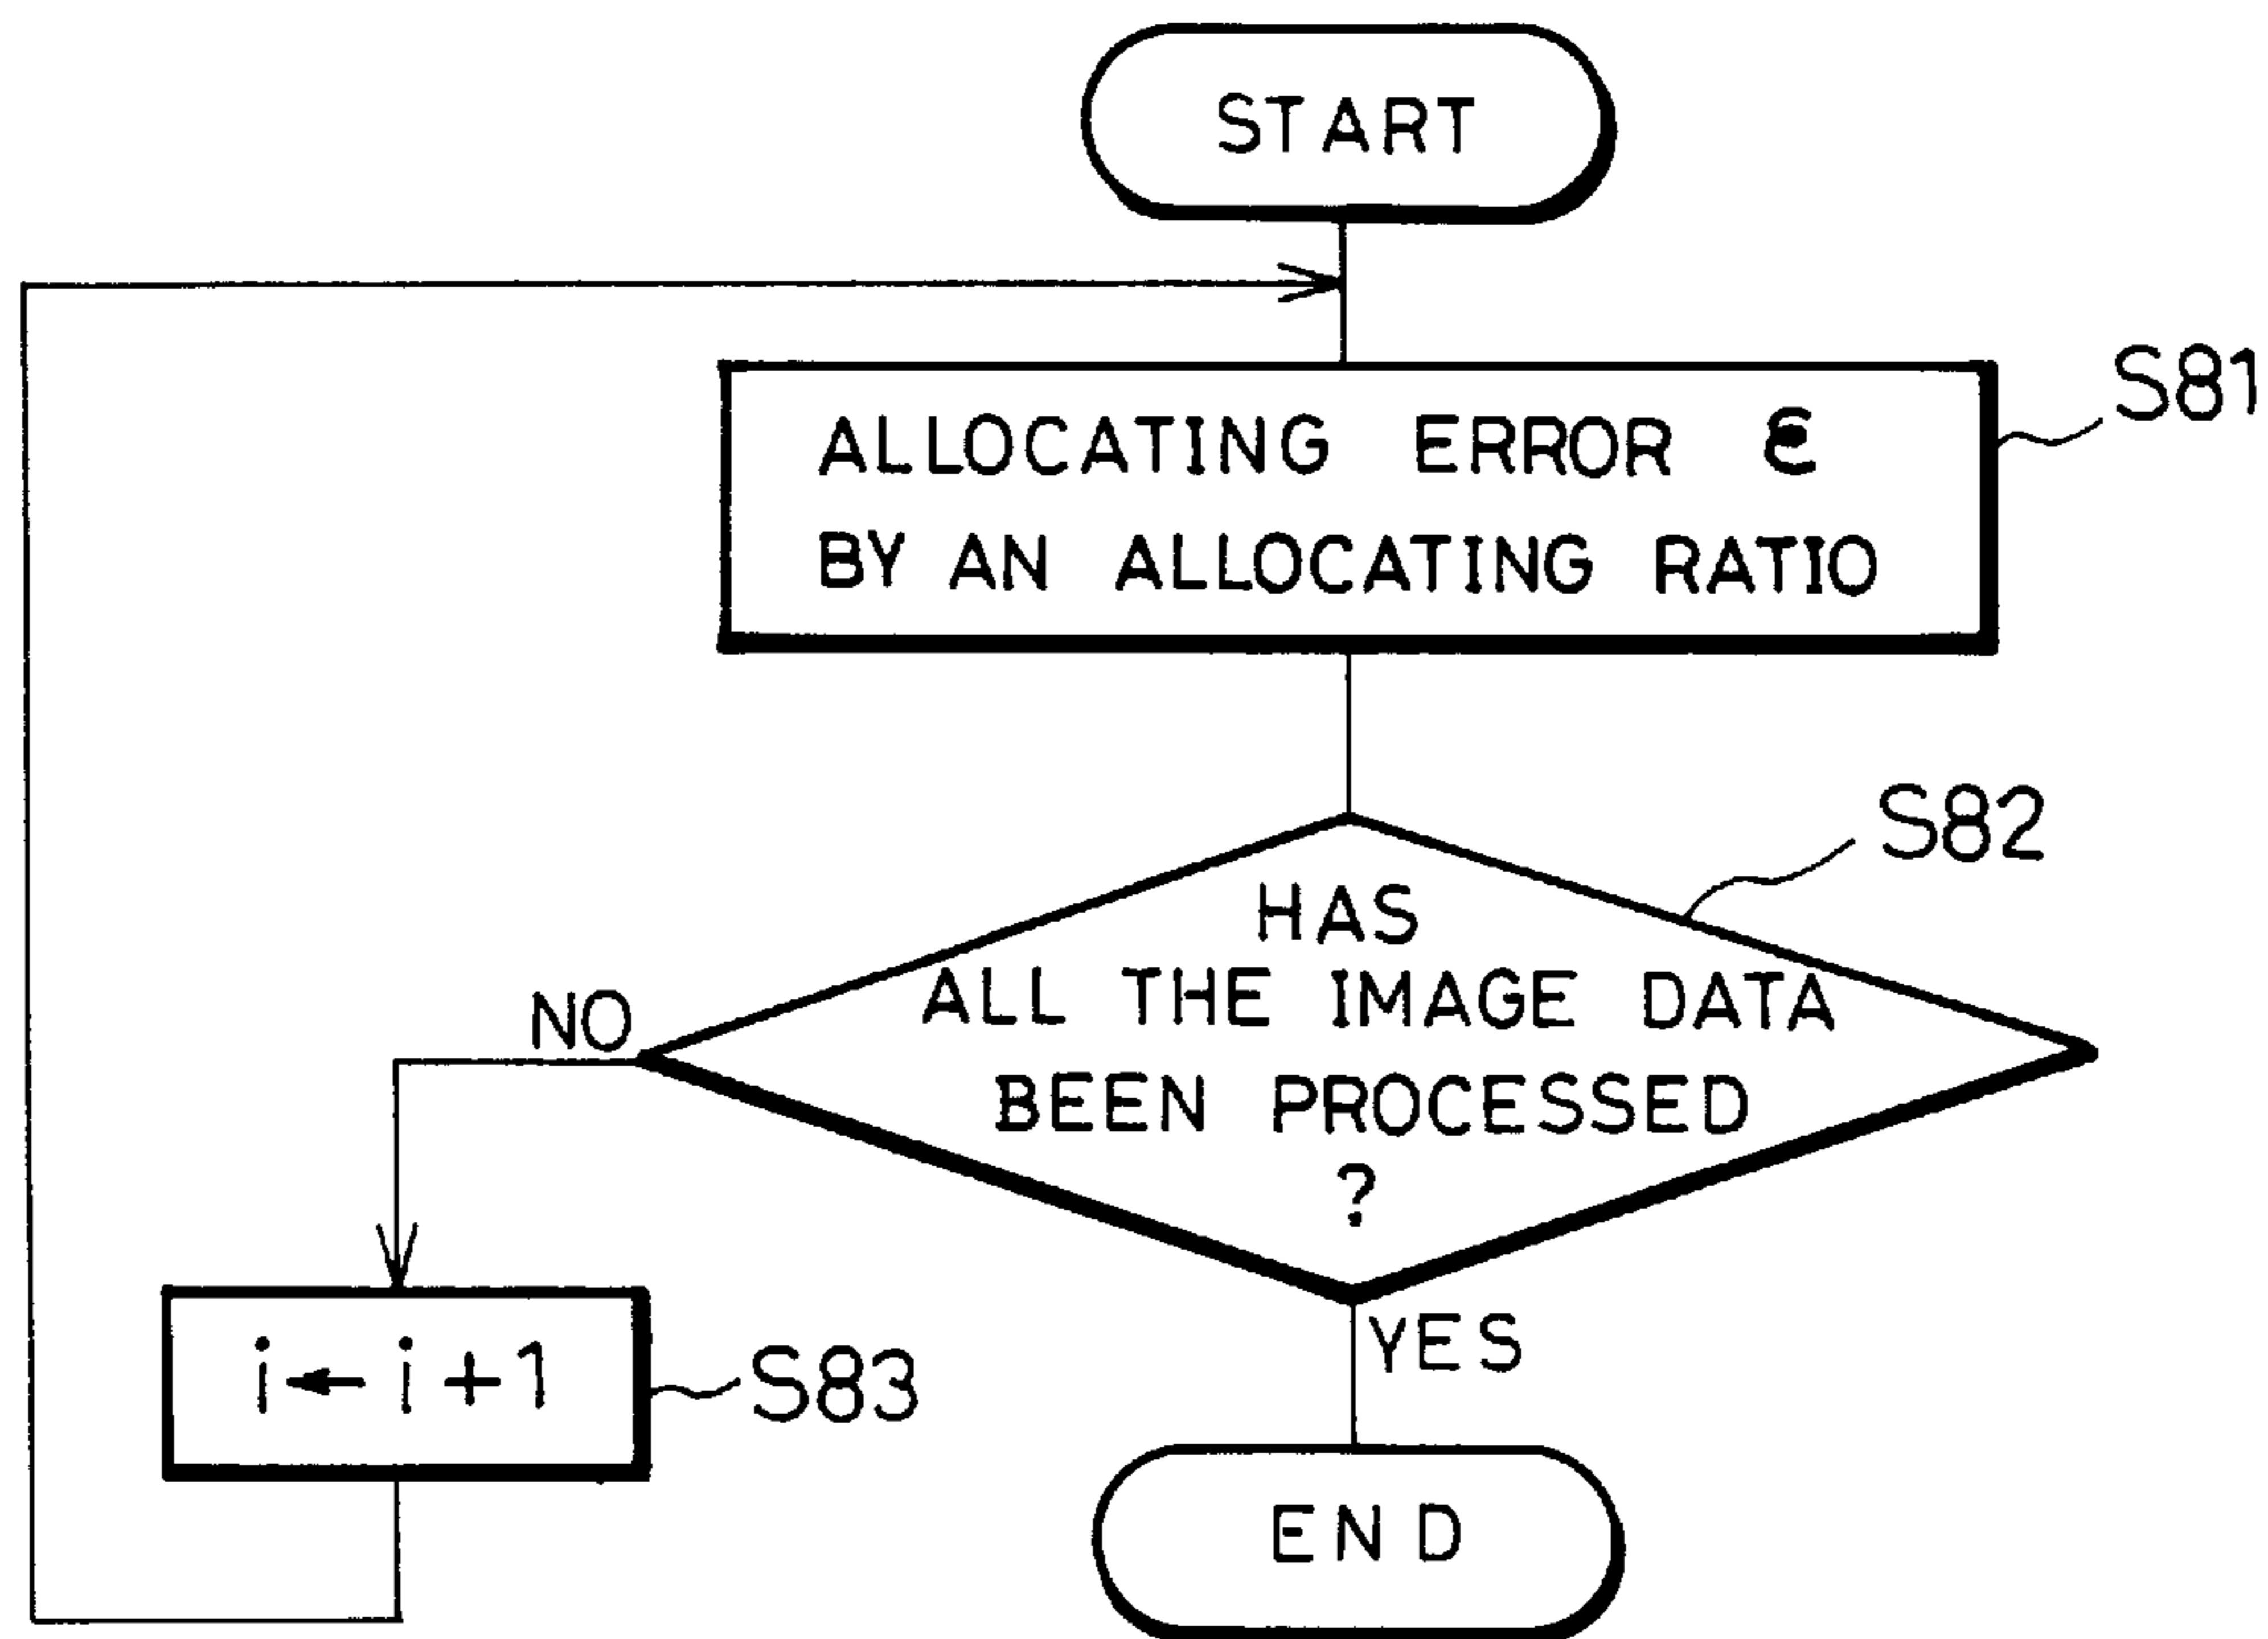 START
ALLOCATING ERROR ε
BY AN ALLOCATING RATIO
S81
HAS
ALL THE IMAGE DATA
BEEN PROCESSED
?
S82
NO
i←i+1
S83
YES
END